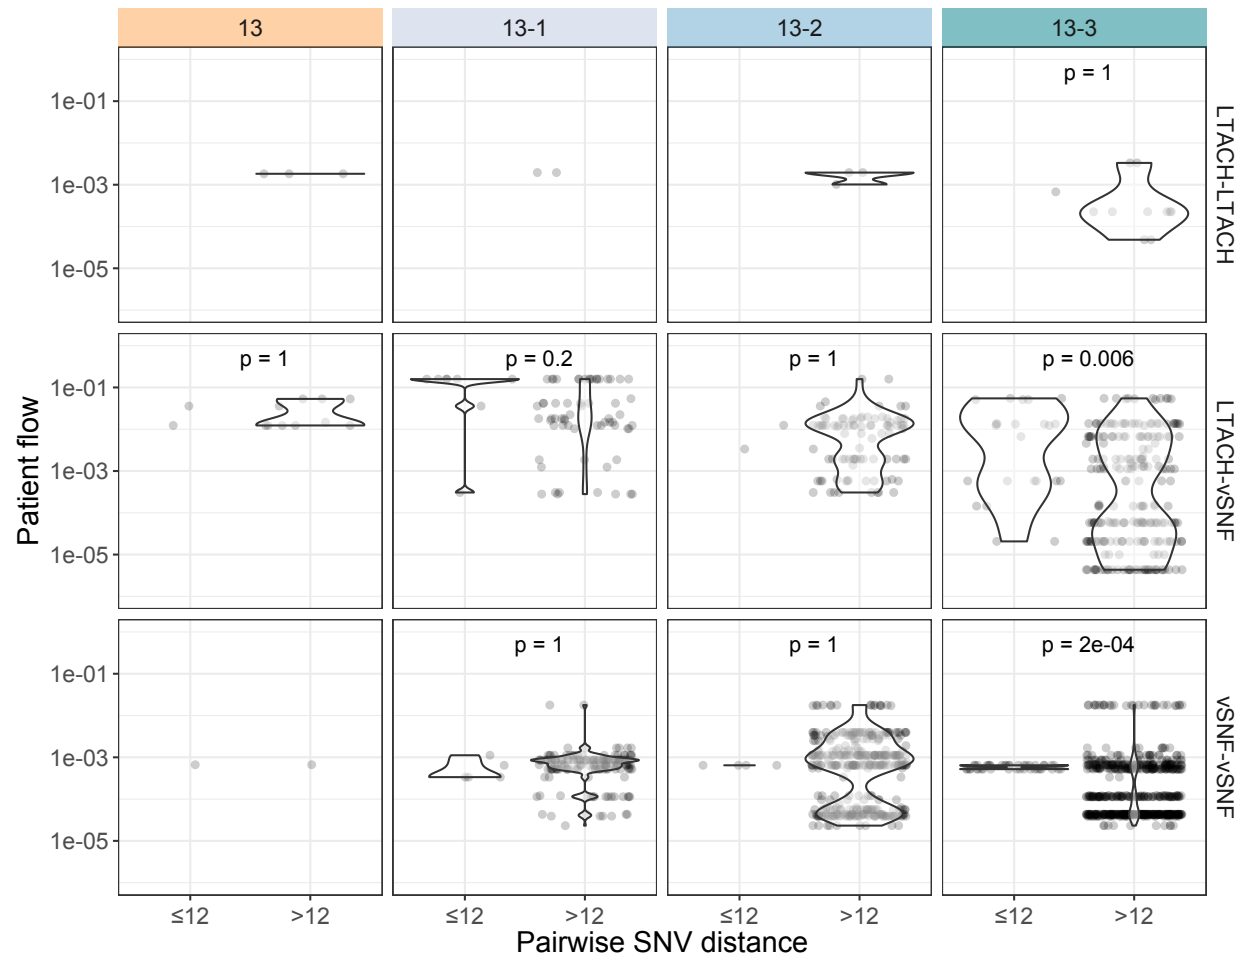 13 13-1 13-2 13-3
p = 1
1e-01
1e-03
1e-05
LTACH-LTACH
p = 1 p = 0.2 p = 1 p = 0.006
1e-01
1e-03
1e-05
LTACH-vSNF
p = 1 p = 1 p = 2e-04
1e-01
1e-03
1e-05
vSNF-vSNF
Patient flow
≤12 >12 ≤12 >12 ≤12 >12 ≤12 >12
Pairwise SNV distance